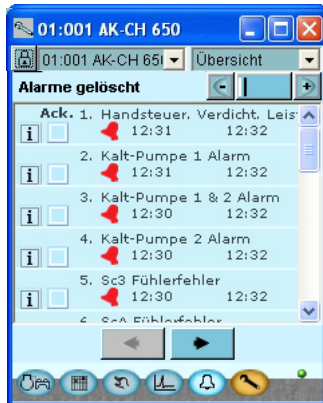 01:001 AK-CH 650
01:001 AK-CH 65 Übersicht
Alarme gelöscht - +
Ack. 1. Handsteuer. Verdicht. Leis
i 12:31 12:32
2. Kalt-Pumpe 1 Alarm
i 12:31 12:32
3. Kalt-Pumpe 1 & 2 Alarm
i 12:30 12:32
4. Kalt-Pumpe 2 Alarm
i 12:30 12:32
5. Sc3 Fühlerfehler
i 12:30 12:32
6. ScA Fühlerfehler